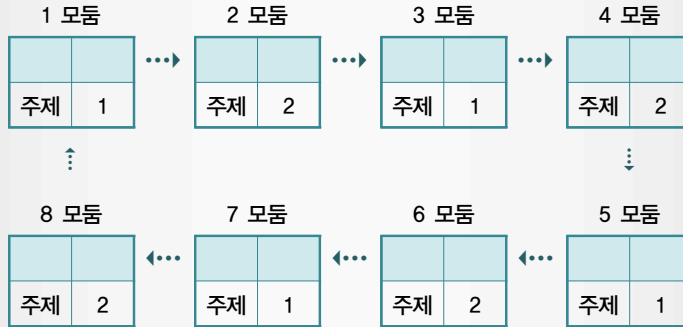 1 모둠 2 모둠 3 모둠 4 모둠
주제 1 주제 2 주제 1 주제 2
8 모둠 7 모둠 6 모둠 5 모둠
주제 2 주제 1 주제 2 주제 1